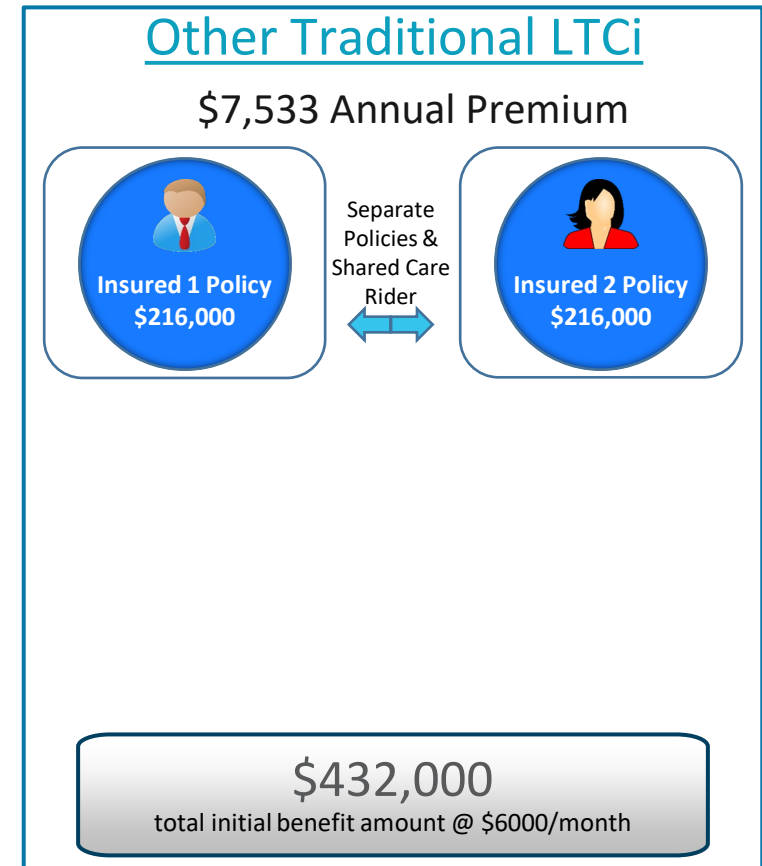 Other Traditional LTCi
$7,533 Annual Premium
Insured 1 Policy
$216,000
Separate
Policies &
Shared Care
Rider
Insured 2 Policy
$216,000
$432,000
total initial benefit amount @ $6000/month